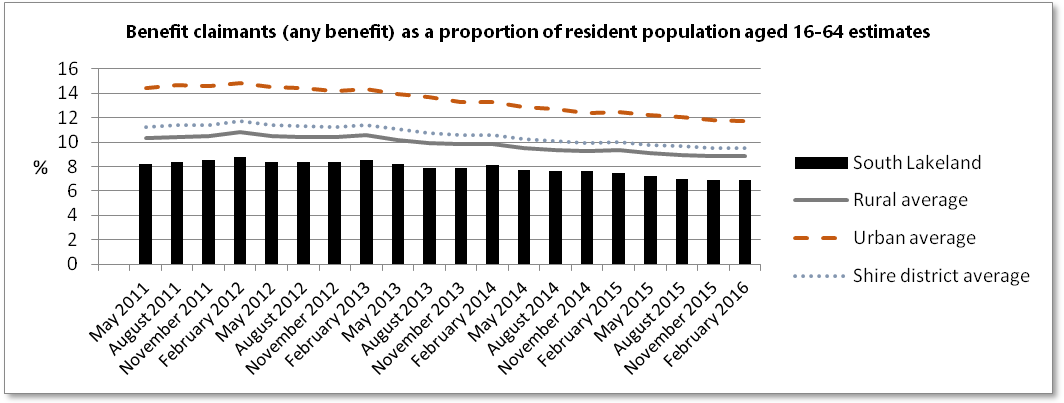 Benefit claimants (any benefit) as a proportion of resident population aged 16-64 estimates
16
14
12
10
8
6
4
2
0
%
May 2011
August 2011
November 2011
February 2012
May 2012
August 2012
November 2012
February 2013
May 2013
August 2013
November 2013
February 2014
May 2014
August 2014
November 2014
February 2015
May 2015
August 2015
November 2015
February 2016
South Lakeland
Rural average
Urban average
Shire district average